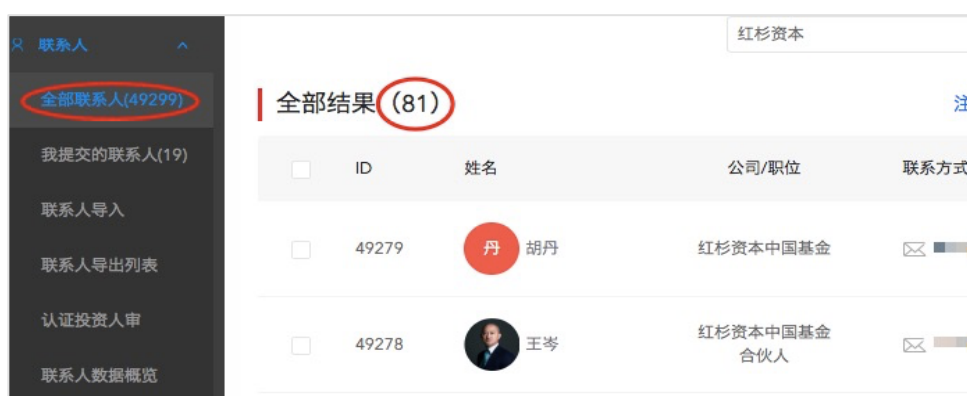 联系人
全部联系人(49299)
我提交的联系人(19)
联系人导入
联系人导出列表
认证投资人审
联系人数据概览
红杉资本
全部结果（81）
注
ID 姓名 公司/职位 联系方式
49279 丹 胡丹 红杉资本中国基金
49278 王岑 红杉资本中国基金
合伙人